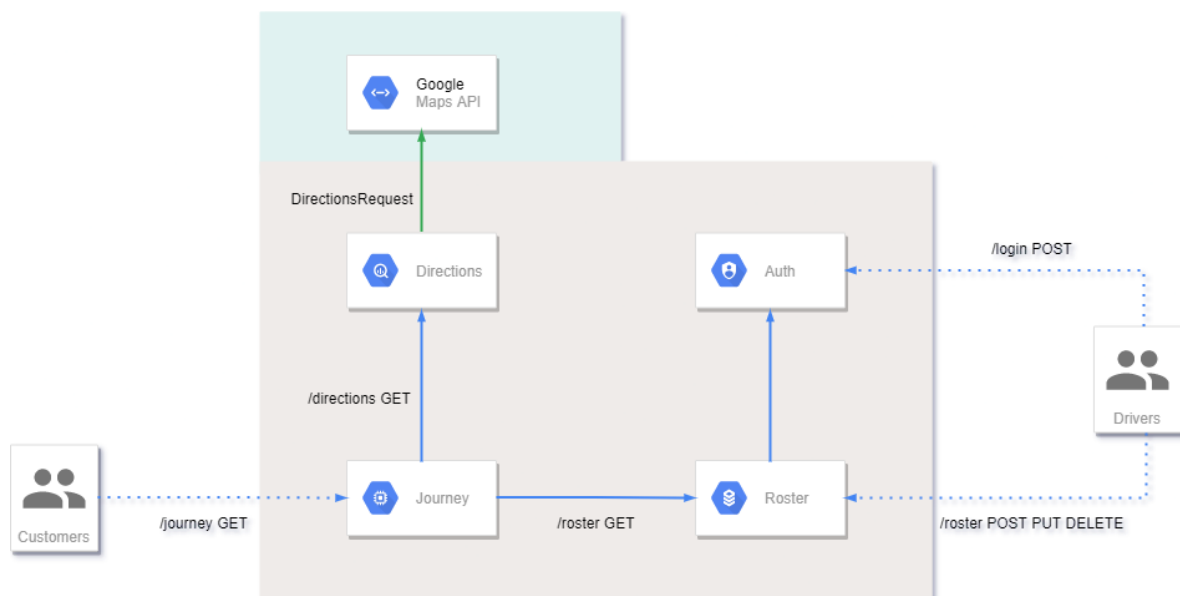 Google
Maps API
DirectionsRequest
Directions
Auth
/login POST
/directions GET
Drivers
Journey
Roster
Customers
/journey GET
/roster GET
/roster POST PUT DELETE